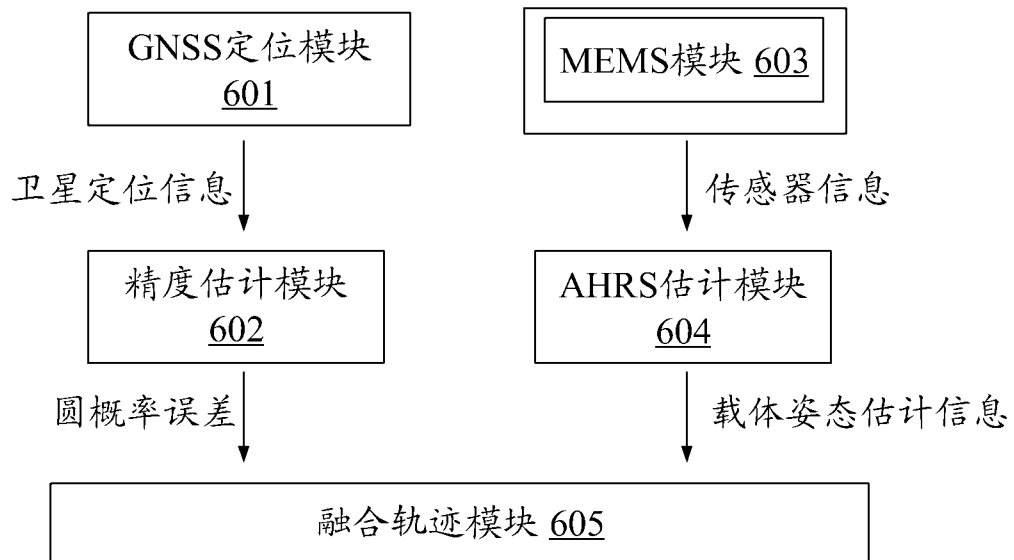 GNSS定位模块
601
MEMS模块 603
卫星定位信息
传感器信息
精度估计模块
602
AHRS估计模块
604
圆概率误差
载体姿态估计信息
融合轨迹模块 605